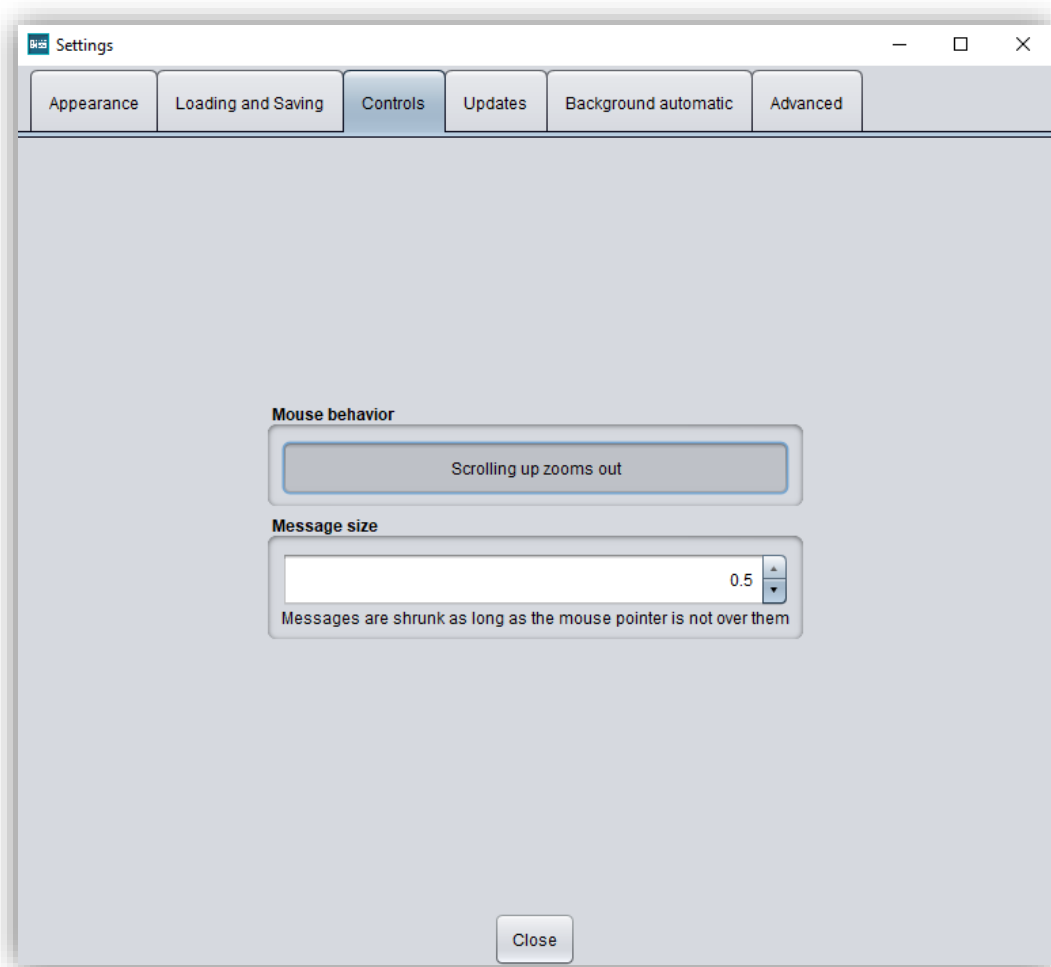 Settings
Appearance
Loading and Saving
Controls
Updates
Background automatic
Advanced
Mouse behavior
Scrolling up zooms out
Message size
0.5
Messages are shrunk as long as the mouse pointer is not over them
Close